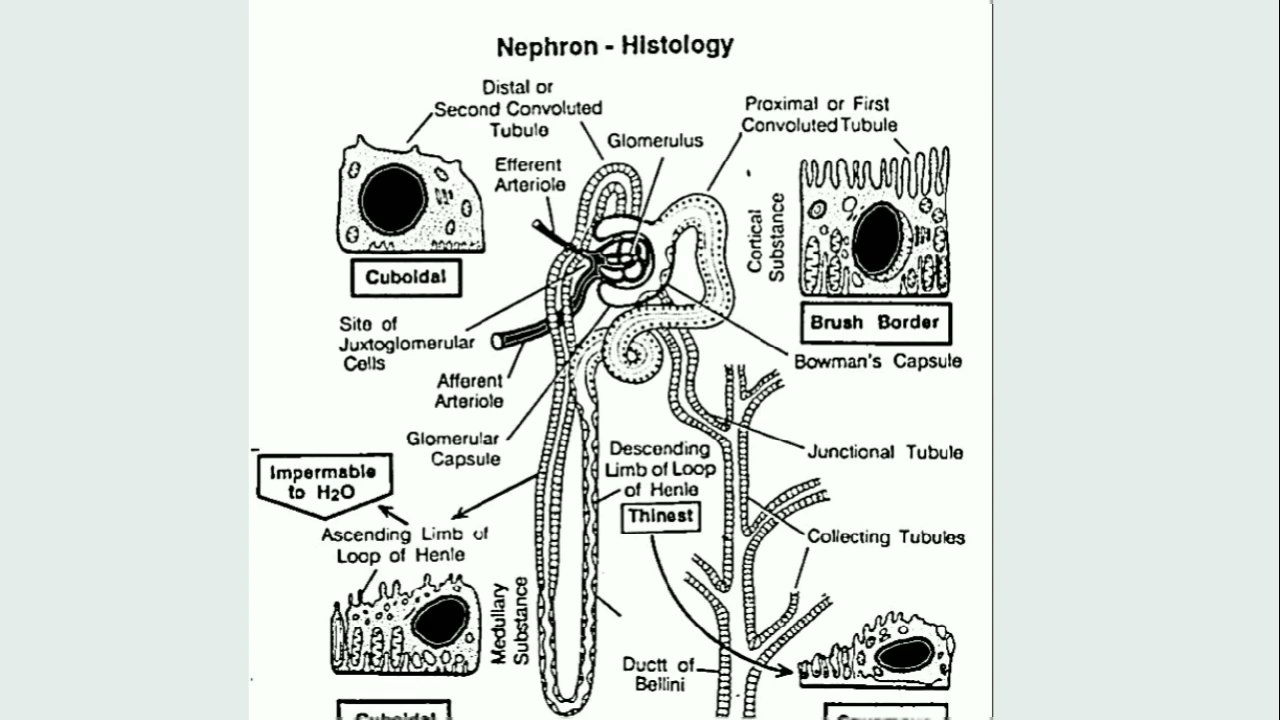 Nephron - Histology
Distal or
Second Convoluted
Tubule
Proximal or First
Convoluted Tubule
Glomerulus
Efferent
Arteriole
Cortical
Substance
Cuboidal
Brush Border
Site of
Juxtoglomerular
Cells
Bowman's Capsule
Afferent
Arteriole
Glomerular
Capsule
Descending
Limb of Loop
of Henle
Junctional Tubule
Impermable
to H2O
Thinest
Ascending Limb of
Loop of Henle
Collecting Tubules
Medullary
Substance
Ductt of
Bellini
Cuboidal